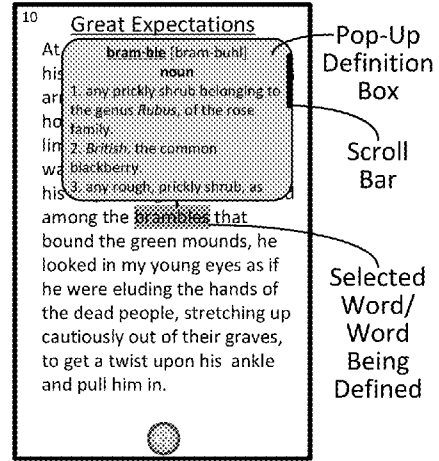 10
Great Expectations
At
his
bram·ble [bram-buhl]
noun
1. any prickly shrub belonging to
the genus Rubus, of the rose
family.
2. British. the common
blackberry.
3. any rough, prickly shrub, as
wa
his
among the brambles that
bound the green mounds, he
looked in my young eyes as if
he were eluding the hands of
the dead people, stretching up
cautiously out of their graves,
to get a twist upon his ankle
and pull him in.
Pop-Up
Definition
Box
Scroll
Bar
Selected
Word/
Word
Being
Defined